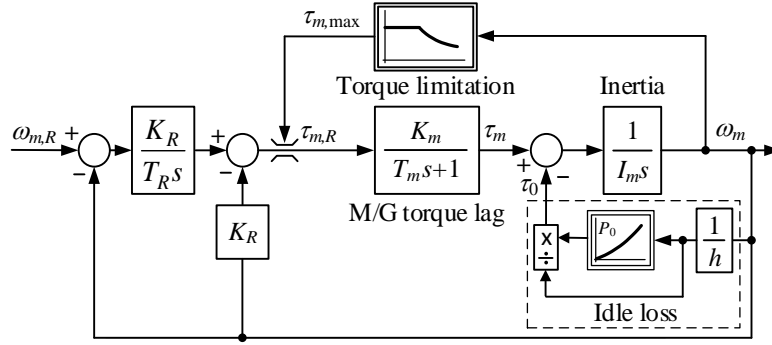 τm,max
Torque limitation
Inertia
ωm,R
+
−
KR
TRs
+
−
τm,R
Km
Tms+1
M/G torque lag
τm
+
−
τ0
1
Ims
ωm
KR
X
÷
P0
1
h
Idle loss